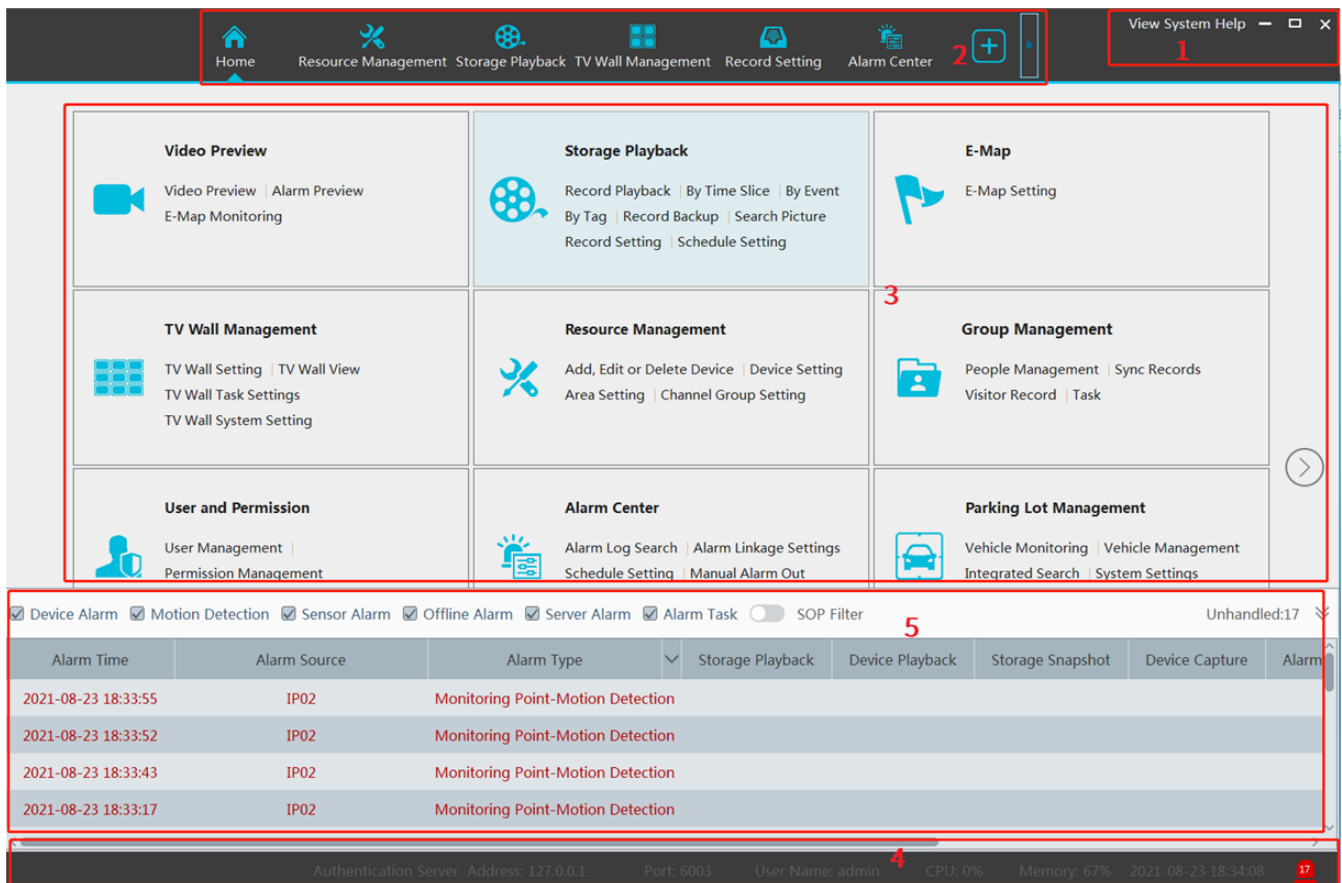 View System Help
1
Home
Resource Management
Storage Playback
TV Wall Management
Record Setting
Alarm Center
2
Video Preview
Video Preview | Alarm Preview
E-Map Monitoring
Storage Playback
Record Playback | By Time Slice | By Event
By Tag | Record Backup | Search Picture
Record Setting | Schedule Setting
E-Map
E-Map Setting
3
TV Wall Management
TV Wall Setting | TV Wall View
TV Wall Task Settings
TV Wall System Setting
Resource Management
Add, Edit or Delete Device | Device Setting
Area Setting | Channel Group Setting
Group Management
People Management | Sync Records
Visitor Record | Task
User and Permission
User Management |
Permission Management
Alarm Center
Alarm Log Search | Alarm Linkage Settings
Schedule Setting | Manual Alarm Out
Parking Lot Management
Vehicle Monitoring | Vehicle Management
Integrated Search | System Settings
Device Alarm Motion Detection Sensor Alarm Offline Alarm Server Alarm Alarm Task SOP Filter Unhandled:17
5
Alarm Time Alarm Source Alarm Type Storage Playback Device Playback Storage Snapshot Device Capture Alarm
2021-08-23 18:33:55 IP02 Monitoring Point-Motion Detection
2021-08-23 18:33:52 IP02 Monitoring Point-Motion Detection
2021-08-23 18:33:43 IP02 Monitoring Point-Motion Detection
2021-08-23 18:33:17 IP02 Monitoring Point-Motion Detection
4
Authentication Server Address: 127.0.0.1 Port: 6003 User Name: admin CPU: 0% Memory: 67% 2021-08-23 18:34:08 17